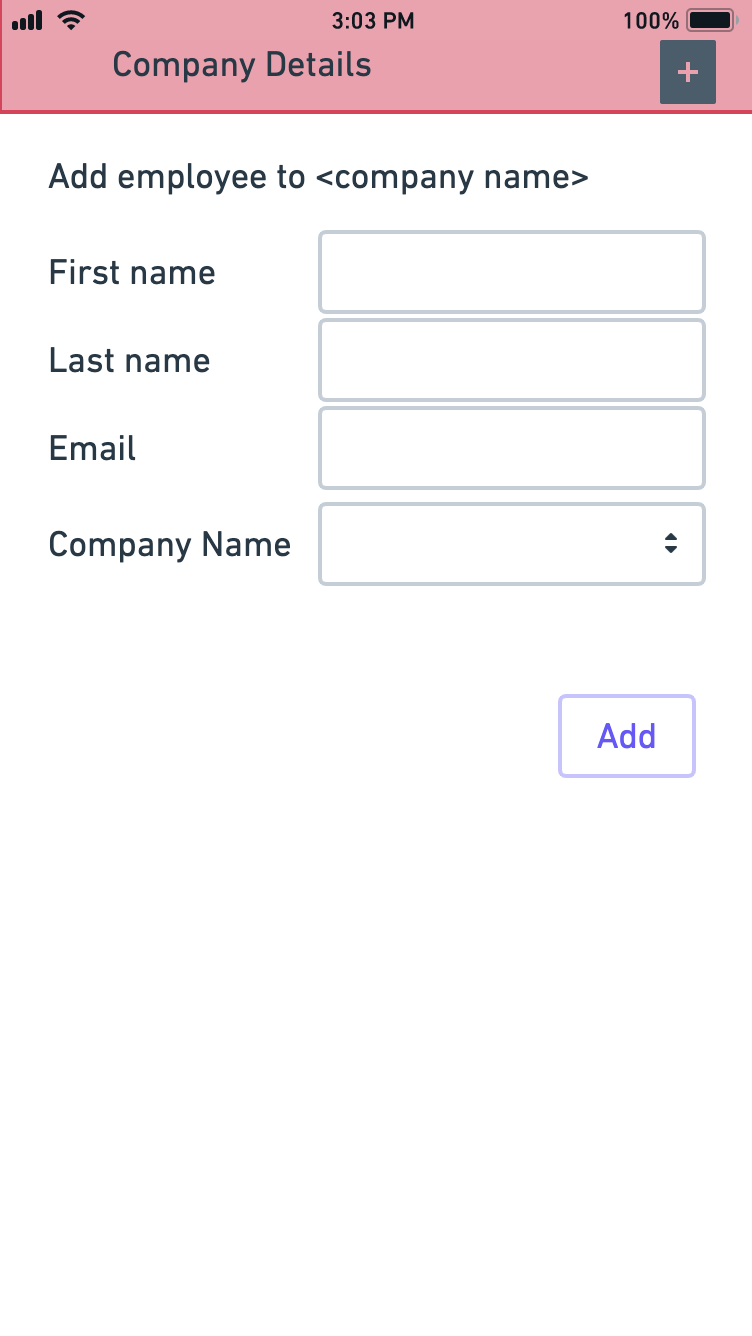 3:03 PM 100%
Company Details
+
Add employee to <company name>
First name
Last name
Email
Company Name
Add